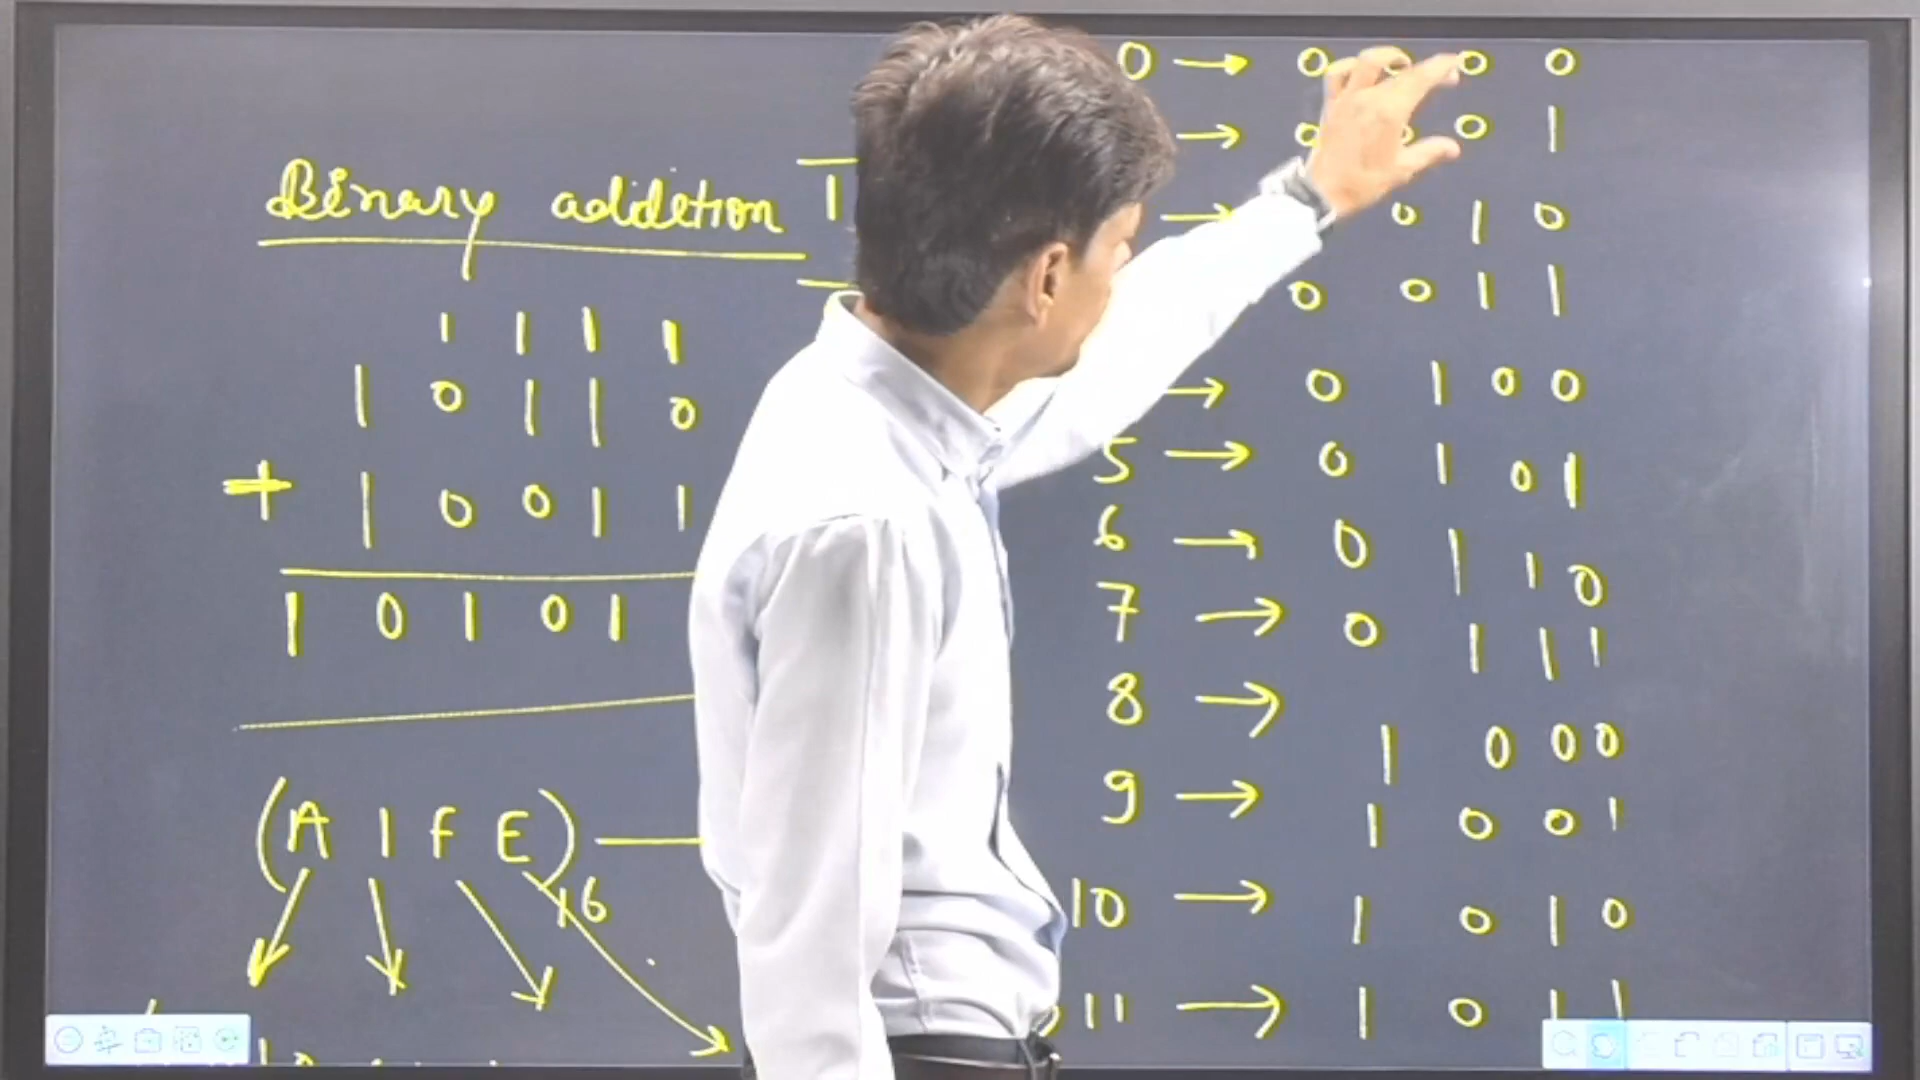 Binary addition 1
1 1 1 1
1 0 1 1 0
+ 1 0 0 1 1
1 0 1 0 1
(A 1 F E)16 —
0 → 0 0 0 0
→ 0 0 0 1
→ 0 1 0
0 0 1 1
→ 0 1 0 0
5 → 0 1 0 1
6 → 0 1 1 0
7 → 0 1 1 1
8 → 1 0 0 0
9 → 1 0 0 1
10 → 1 0 1 0
11 → 1 0 1 1